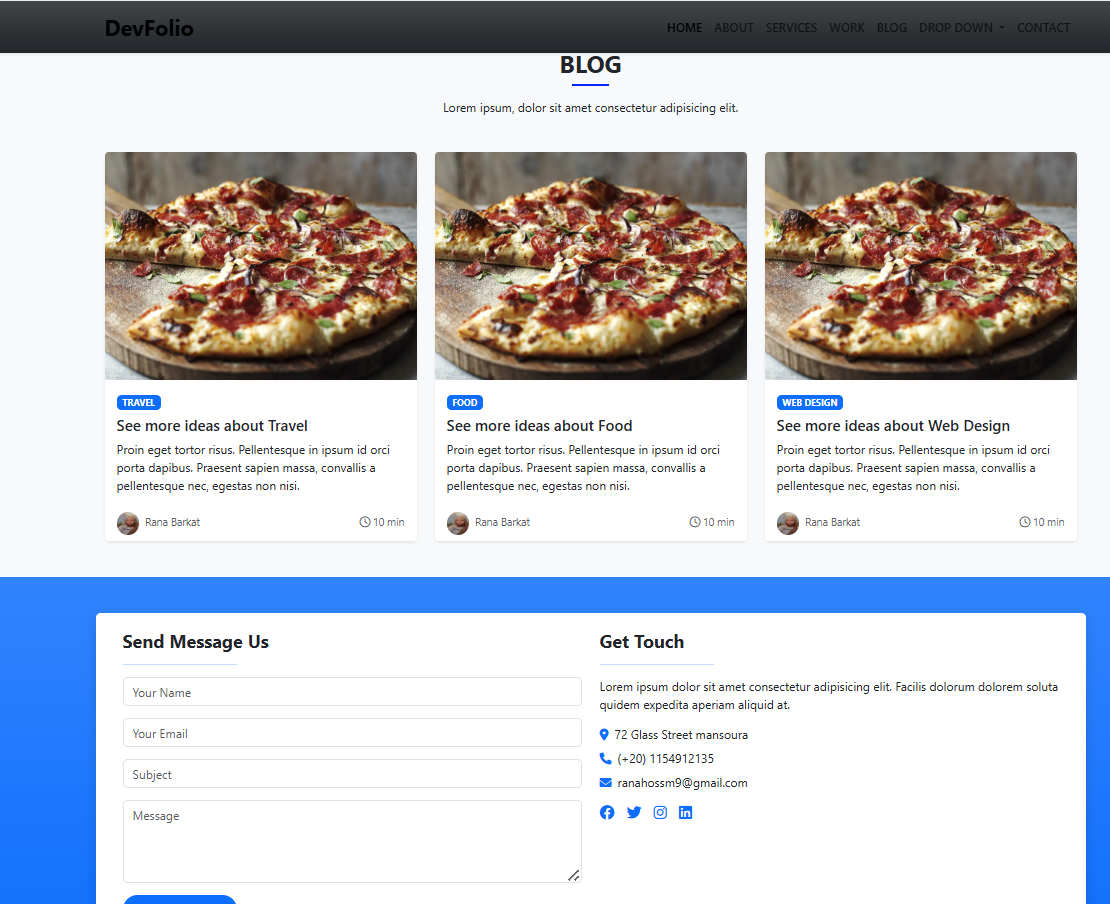 DevFolio
HOME ABOUT SERVICES WORK BLOG DROP DOWN CONTACT
BLOG
Lorem ipsum, dolor sit amet consectetur adipisicing elit.
TRAVEL
See more ideas about Travel
Proin eget tortor risus. Pellentesque in ipsum id orci
porta dapibus. Praesent sapien massa, convallis a
pellentesque nec, egestas non nisi.
Rana Barkat
10 min
FOOD
See more ideas about Food
Proin eget tortor risus. Pellentesque in ipsum id orci
porta dapibus. Praesent sapien massa, convallis a
pellentesque nec, egestas non nisi.
Rana Barkat
10 min
WEB DESIGN
See more ideas about Web Design
Proin eget tortor risus. Pellentesque in ipsum id orci
porta dapibus. Praesent sapien massa, convallis a
pellentesque nec, egestas non nisi.
Rana Barkat
10 min
Send Message Us
Your Name
Your Email
Subject
Message
Get Touch
Lorem ipsum dolor sit amet consectetur adipisicing elit. Facilis dolorum dolorem soluta
quidem expedita aperiam aliquid at.
72 Glass Street mansoura
(+20) 1154912135
ranahossm9@gmail.com